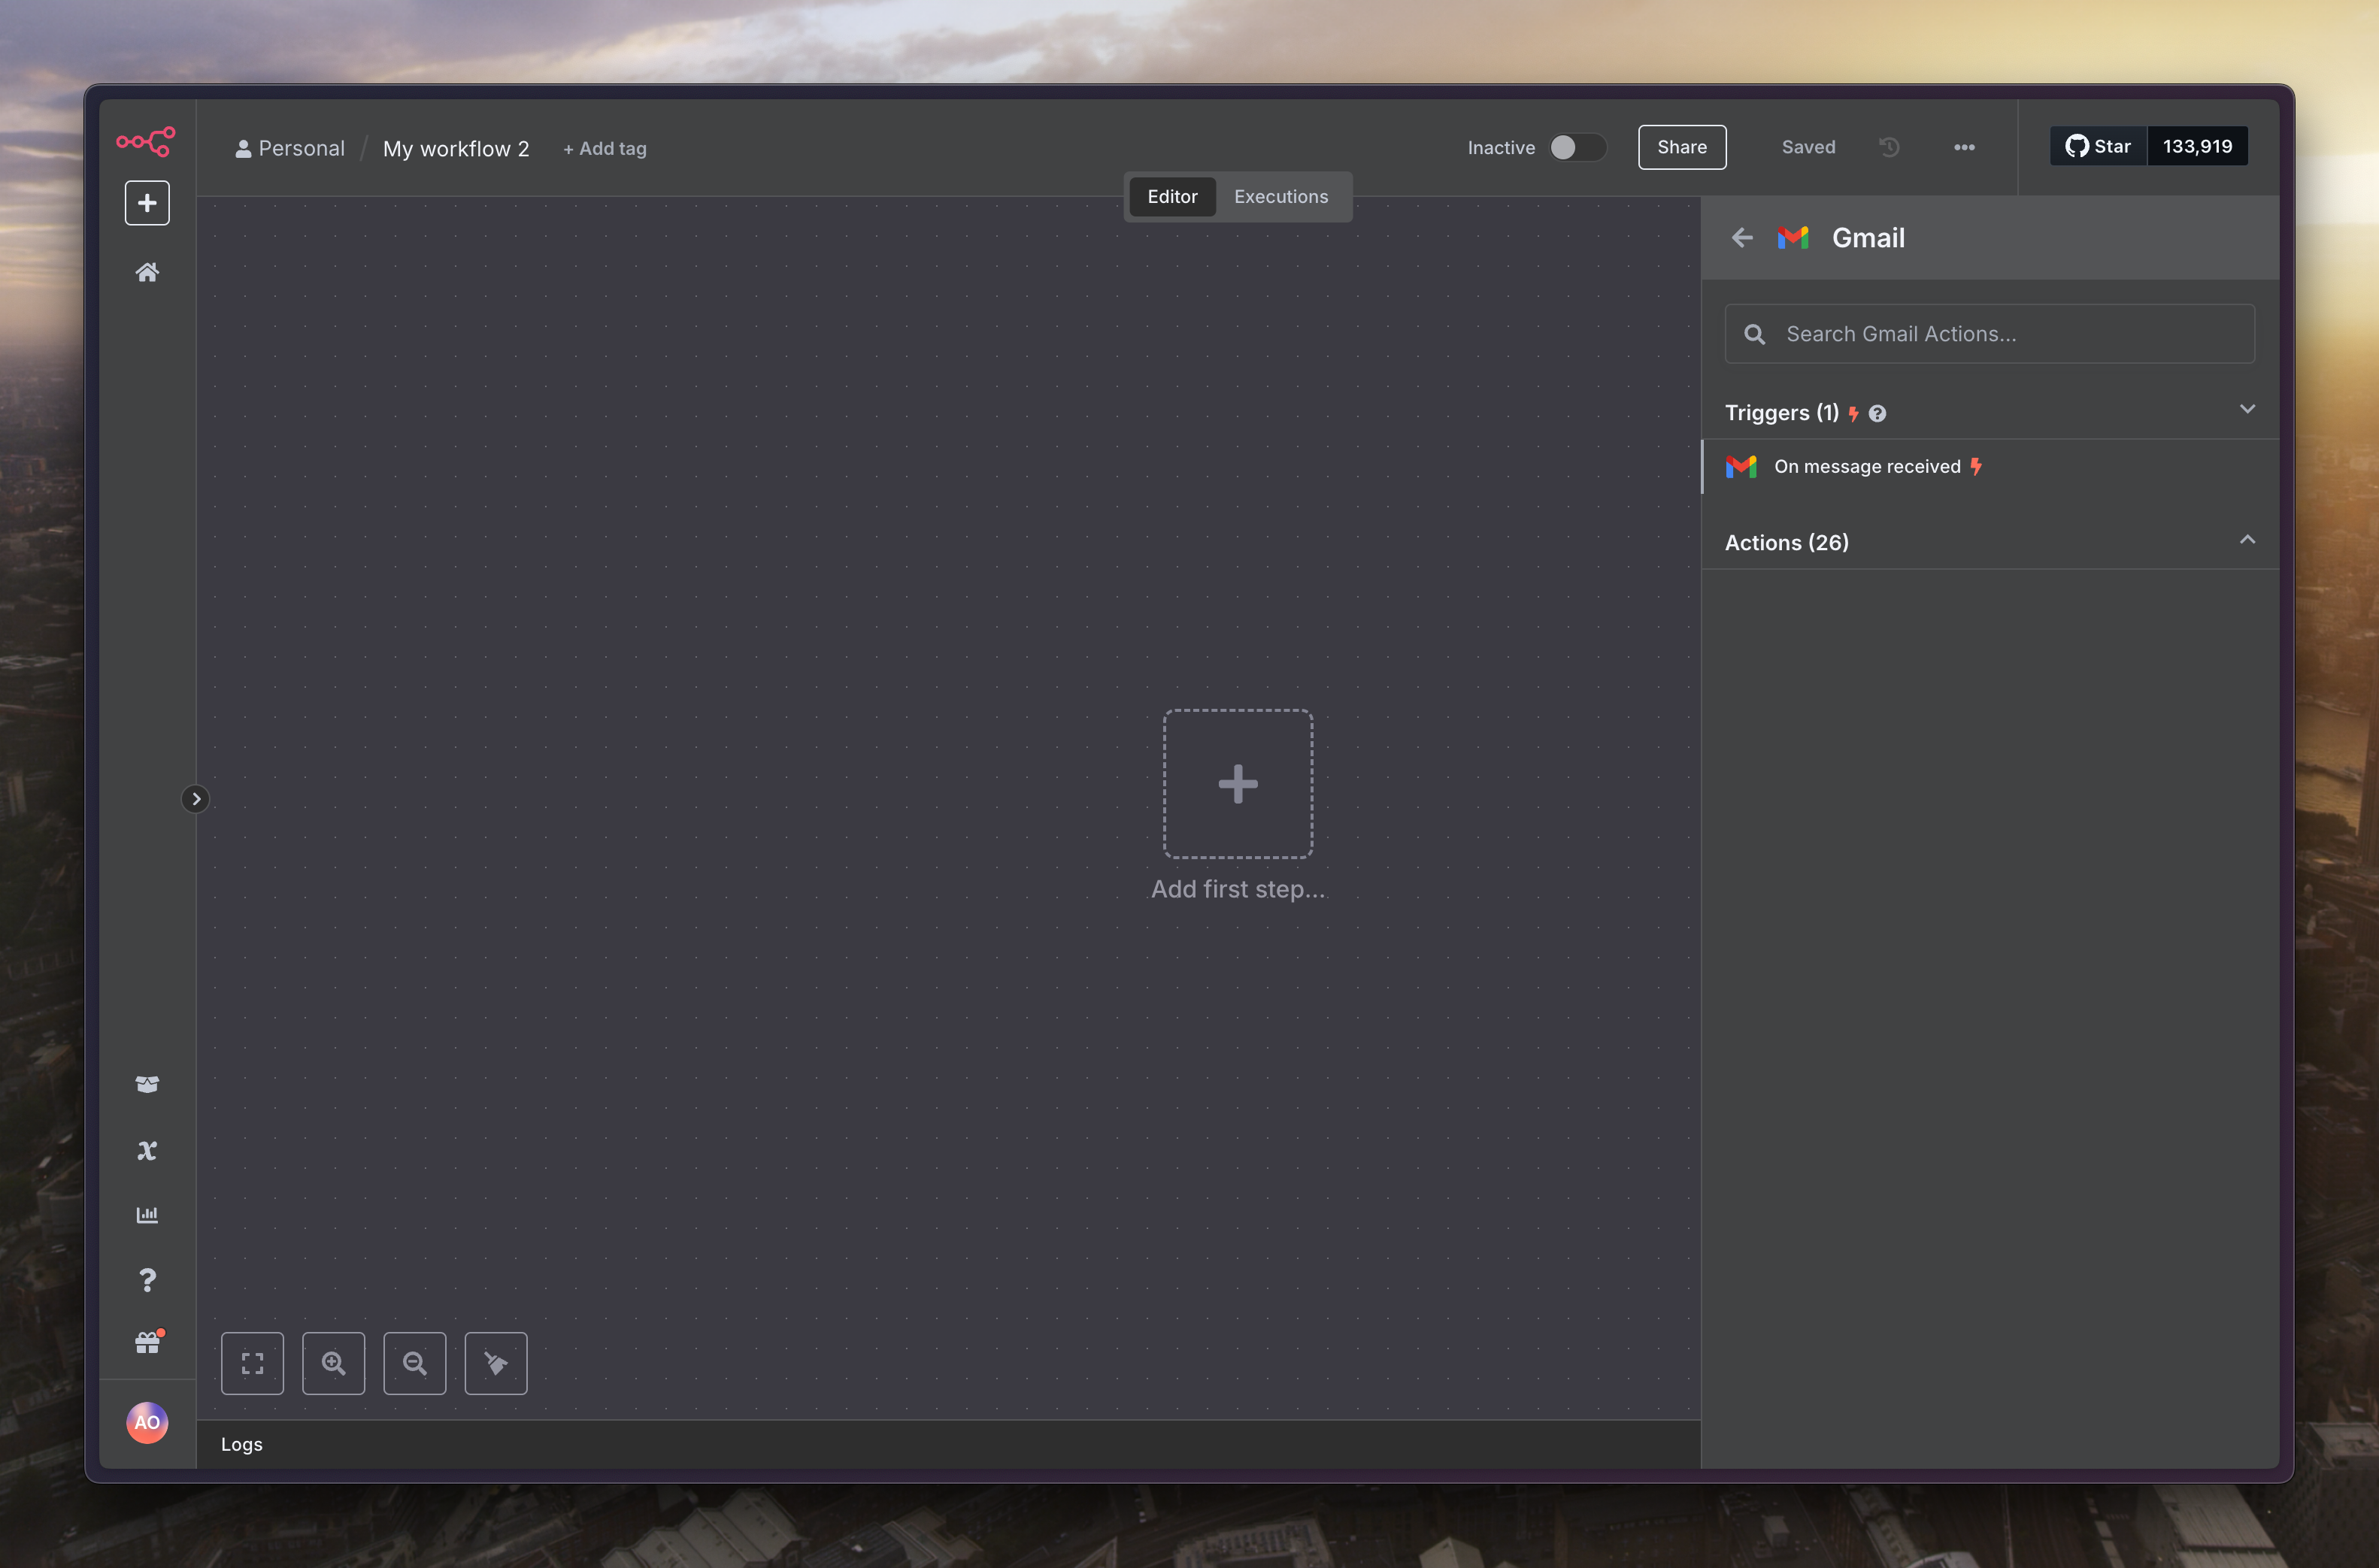 Personal / My workflow 2 + Add tag
Inactive
Share
Saved
Star 133,919
Editor Executions
Gmail
Search Gmail Actions...
Triggers (1)
On message received
Actions (26)
Add first step...
AO
Logs